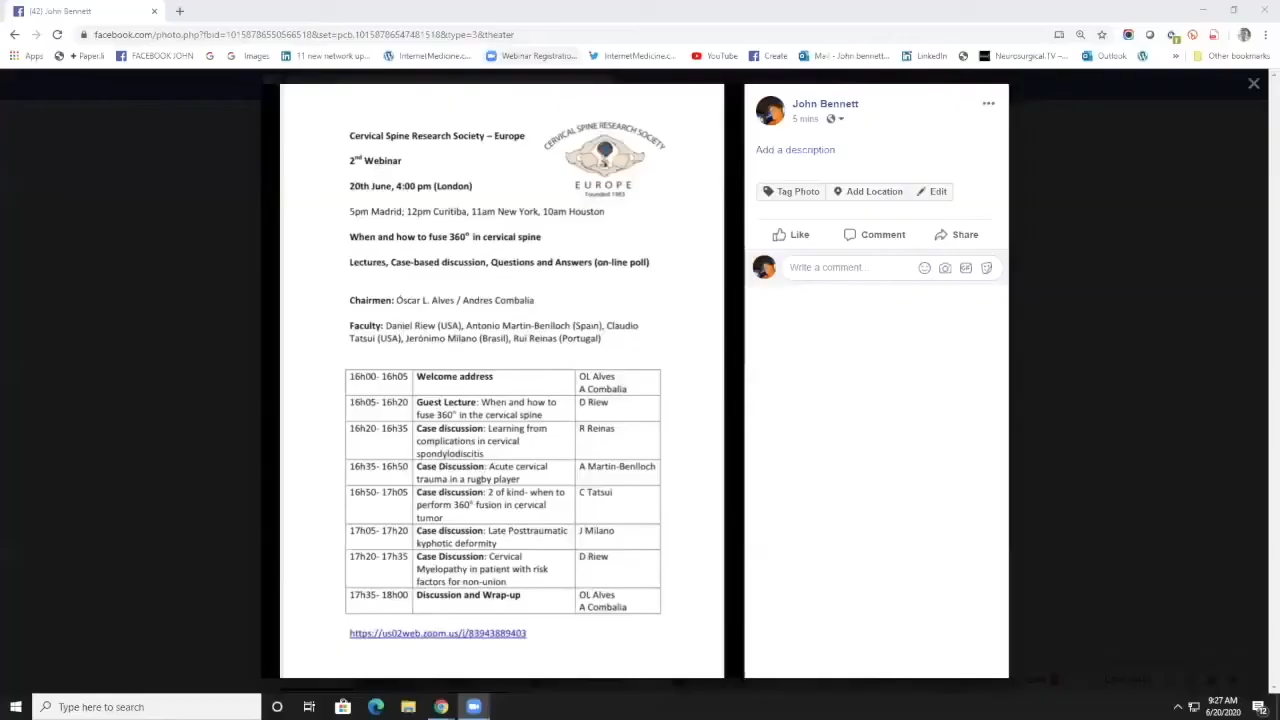 (42) John Bennett
facebook.com/photo.php?fbid=10158786505666518&set=pcb.10158786547481518&type=3&theater
Apps
PaperJi
FACEBOOK JOHN
G
Images
11 new network up...
InternetMedicine.c...
Webinar Registratio...
InternetMedicine.c...
YouTube
Create
Mail - John bennett...
LinkedIn
Neurosurgical.TV –...
Outlook
Other bookmarks
Cervical Spine Research Society – Europe
CERVICAL SPINE RESEARCH SOCIETY
EUROPE
Founded 1983
2nd Webinar
20th June, 4:00 pm (London)
5pm Madrid; 12pm Curitiba, 11am New York, 10am Houston
When and how to fuse 360° in cervical spine
Lectures, Case-based discussion, Questions and Answers (on-line poll)
Chairmen: Óscar L. Alves / Andres Combalia
Faculty: Daniel Riew (USA), Antonio Martin-Benlloch (Spain), Claudio
Tatsui (USA), Jerónimo Milano (Brasil), Rui Reinas (Portugal)
16h00- 16h05 Welcome address OL Alves
A Combalia
16h05- 16h20 Guest Lecture: When and how to D Riew
fuse 360° in the cervical spine
16h20- 16h35 Case discussion: Learning from R Reinas
complications in cervical
spondylodiscitis
16h35- 16h50 Case Discussion: Acute cervical A Martin-Benlloch
trauma in a rugby player
16h50- 17h05 Case discussion: 2 of kind- when to C Tatsui
perform 360° fusion in cervical
tumor
17h05- 17h20 Case discussion: Late Posttraumatic J Milano
kyphotic deformity
17h20- 17h35 Case Discussion: Cervical D Riew
Myelopathy in patient with risk
factors for non-union
17h35- 18h00 Discussion and Wrap-up OL Alves
A Combalia
https://us02web.zoom.us/j/83943889403
John Bennett
5 mins
Add a description
Tag Photo
Add Location
Edit
Like
Comment
Share
Write a comment...
GIF
Type here to search
9:27 AM
6/20/2020
12